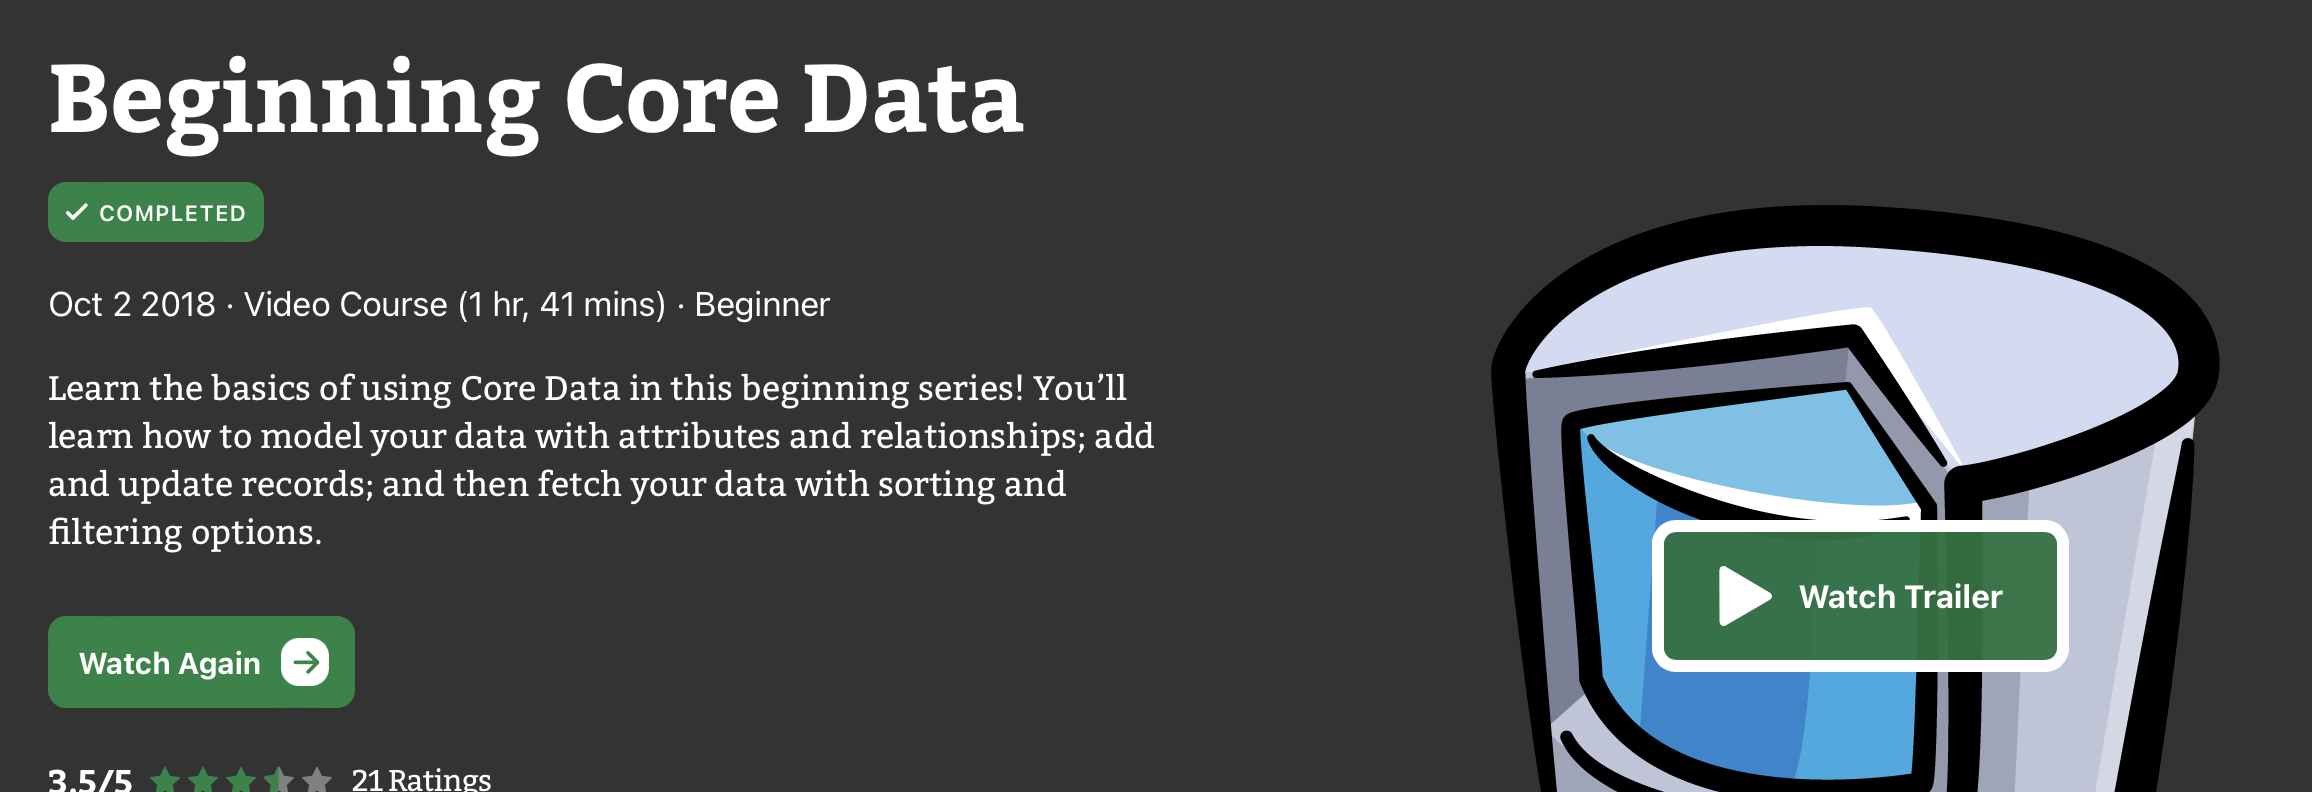 Beginning Core Data
COMPLETED
Oct 2 2018 · Video Course (1 hr, 41 mins) · Beginner
Learn the basics of using Core Data in this beginning series! You’ll
learn how to model your data with attributes and relationships; add
and update records; and then fetch your data with sorting and
filtering options.
Watch Trailer
Watch Again
3.5/5 21 Ratings